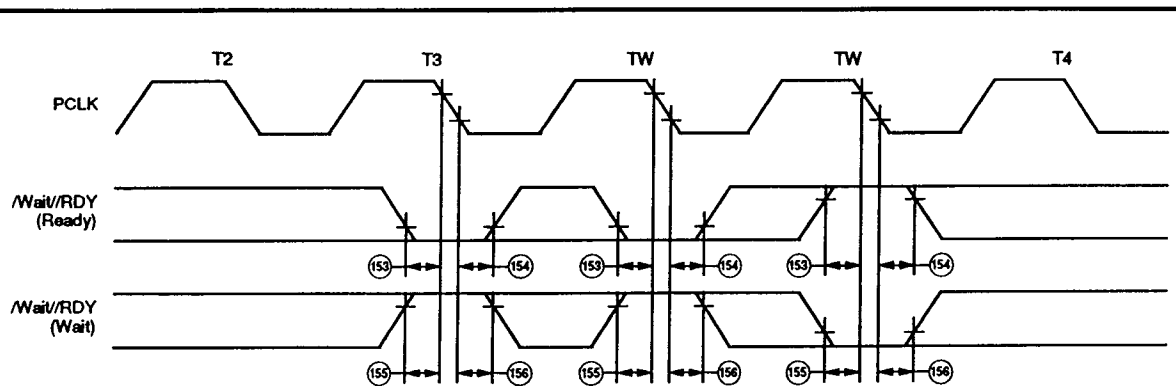 T2 T3 TW TW T4
PCLK
/Wait//RDY
(Ready)
153 154 153 154 153 154
/Wait//RDY
(Wait)
155 156 155 156 155 156